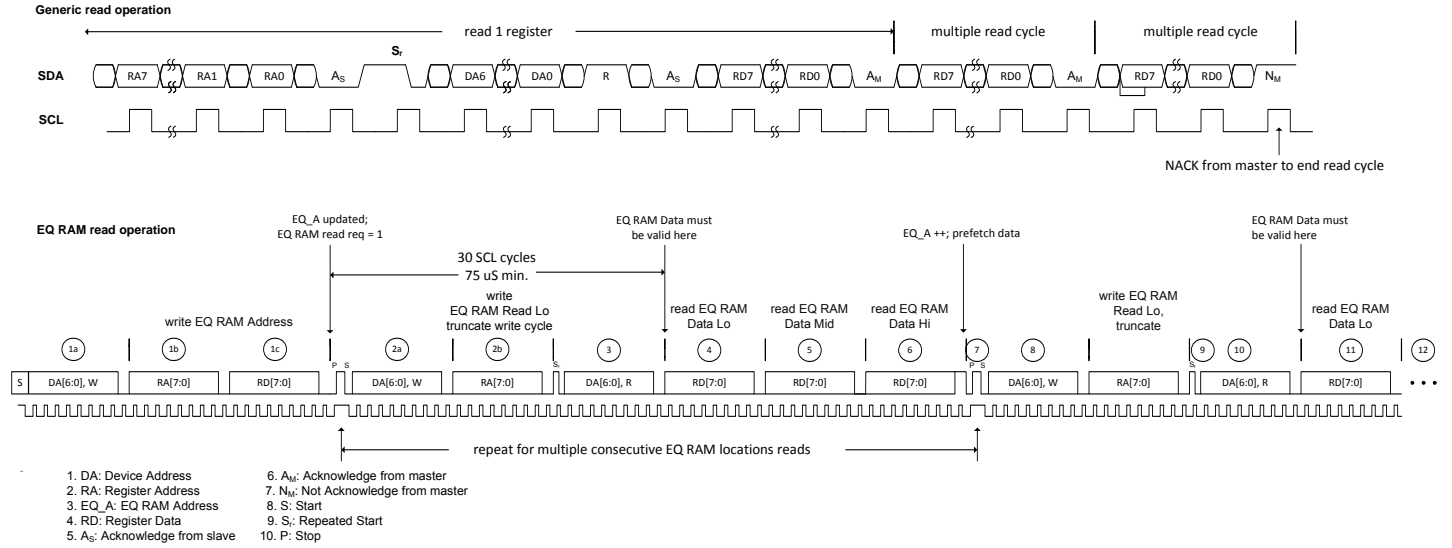 Generic read operation
read 1 register
multiple read cycle
multiple read cycle
Sr
SDA
RA7
RA1
RA0
AS
DA6
DA0
R
AS
RD7
RD0
AM
RD7
RD0
AM
RD7
RD0
NM
SCL
NACK from master to end read cycle
EQ RAM read operation
EQ_A updated;
EQ RAM read req = 1
EQ RAM Data must
be valid here
EQ_A ++; prefetch data
EQ RAM Data must
be valid here
30 SCL cycles
75 uS min.
write EQ RAM Address
write
EQ RAM Read Lo
truncate write cycle
read EQ RAM
Data Lo
read EQ RAM
Data Mid
read EQ RAM
Data Hi
write EQ RAM
Read Lo,
truncate
read EQ RAM
Data Lo
1a
1b
1c
2a
2b
3
4
5
6
7
8
9
10
11
12
P S
Sr
P S
Sr
S
DA[6:0], W
RA[7:0]
RD[7:0]
DA[6:0], W
RA[7:0]
DA[6:0], R
RD[7:0]
RD[7:0]
RD[7:0]
DA[6:0], W
RA[7:0]
DA[6:0], R
RD[7:0]
• • •
repeat for multiple consecutive EQ RAM locations reads
1. DA: Device Address
2. RA: Register Address
3. EQ_A: EQ RAM Address
4. RD: Register Data
5. AS: Acknowledge from slave
6. AM: Acknowledge from master
7. NM: Not Acknowledge from master
8. S: Start
9. Sr: Repeated Start
10. P: Stop